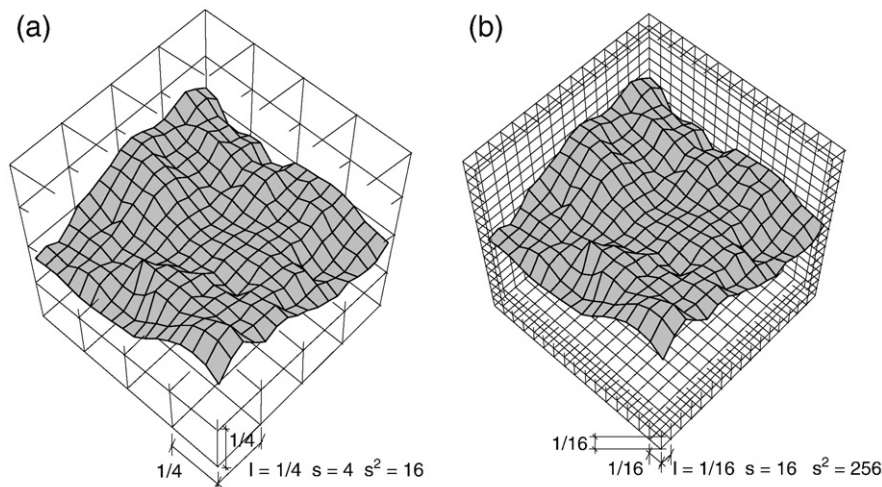 (a)
(b)
1/4
1/4
l = 1/4 s = 4 s² = 16
1/16
1/16
l = 1/16 s = 16 s² = 256